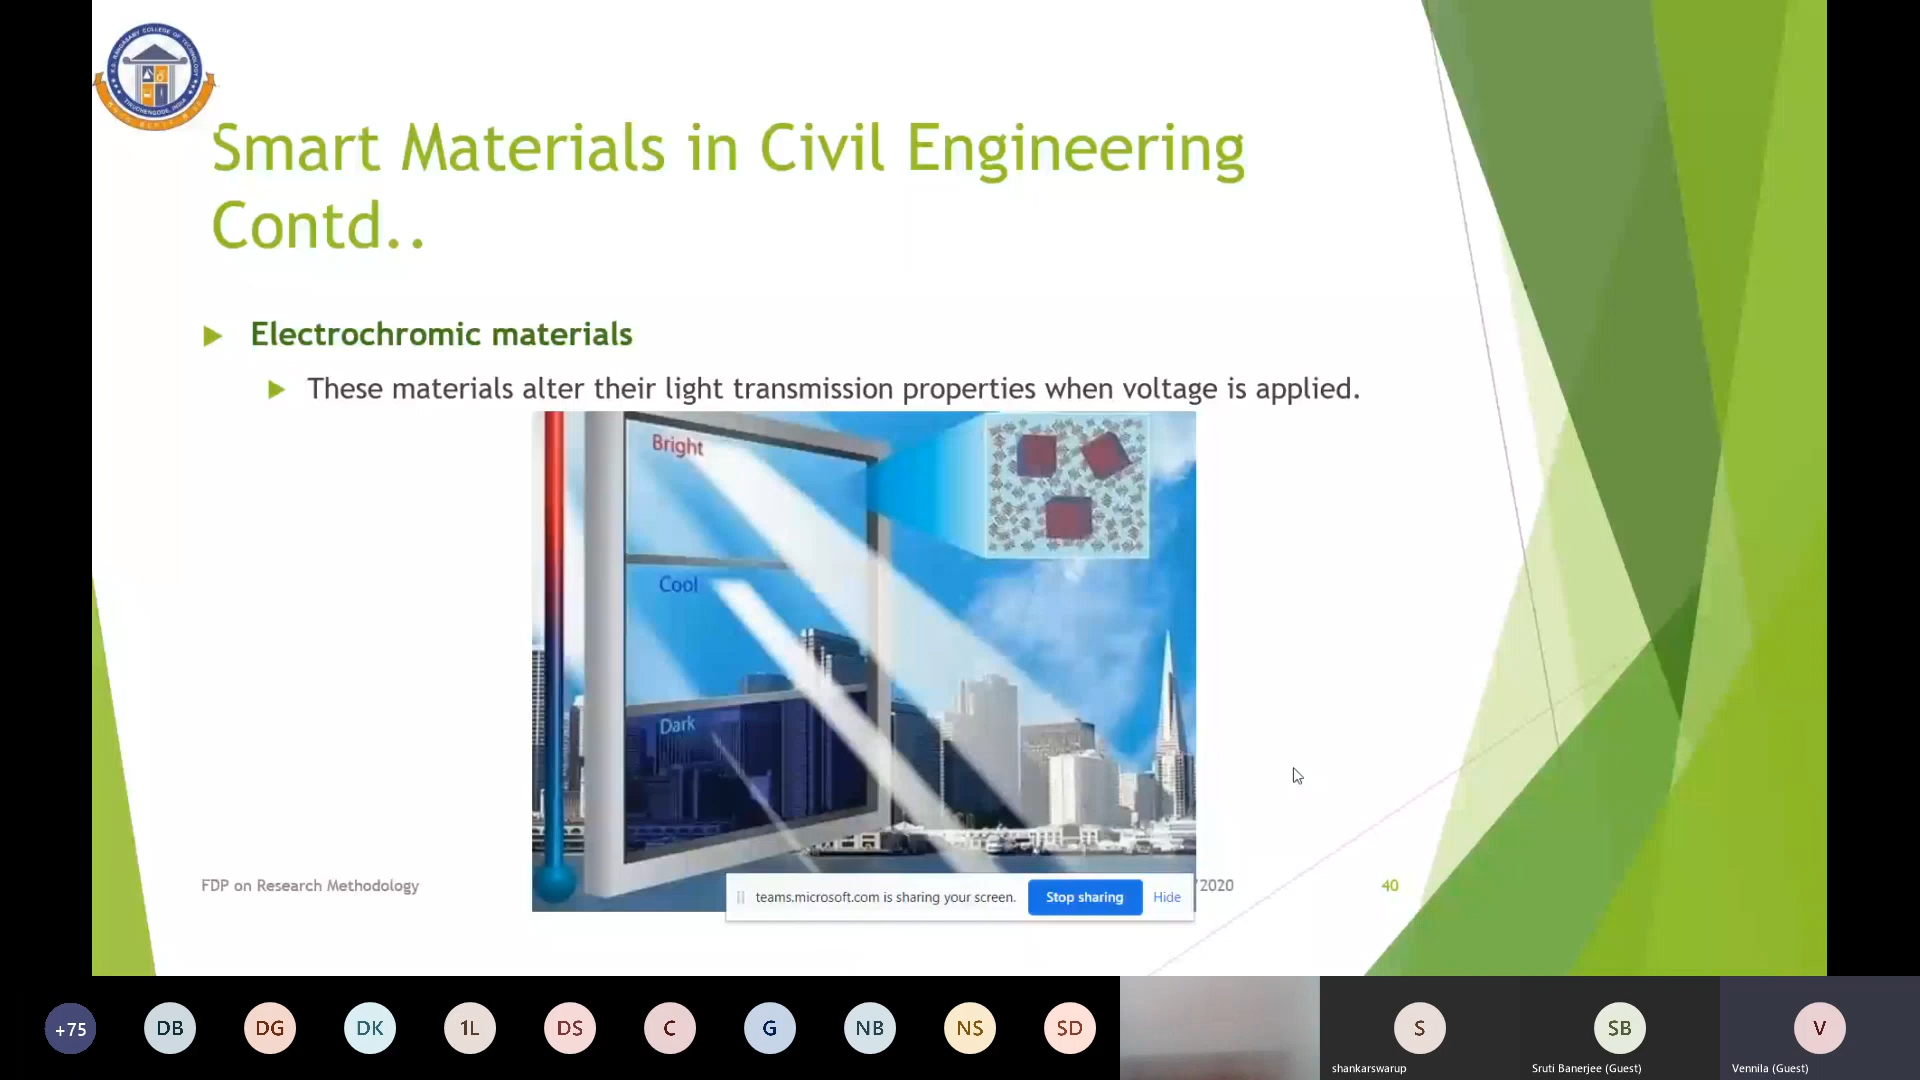 Smart Materials in Civil Engineering
Contd..
Electrochromic materials
These materials alter their light transmission properties when voltage is applied.
Bright
Cool
Dark
FDP on Research Methodology
/2020
40
teams.microsoft.com is sharing your screen.
Stop sharing
Hide
+75
DB
DG
DK
1L
DS
C
G
NB
NS
SD
S
SB
V
shankarswarup
Sruti Banerjee (Guest)
Vennila (Guest)